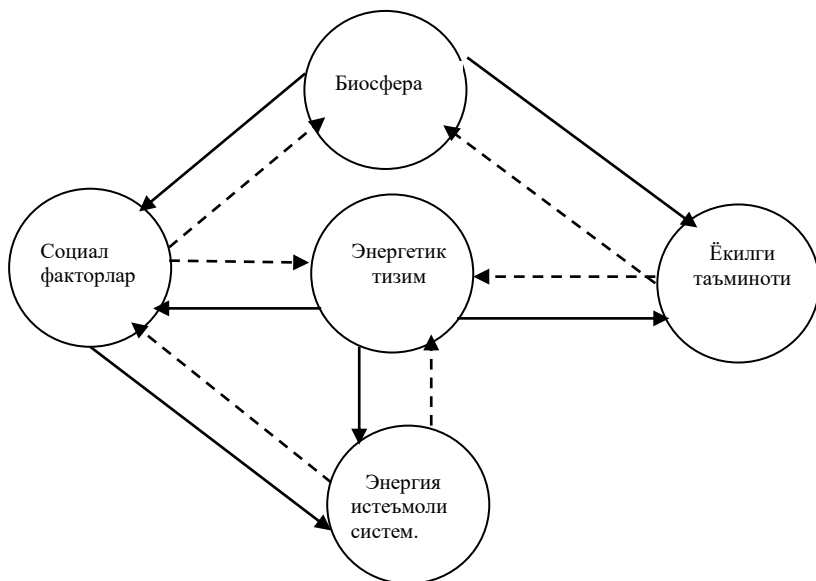 Биосфера
Социал
факторлар
Энергетик
тизим
Ёкилги
таъминоти
Энергия
истеъмоли
систем.